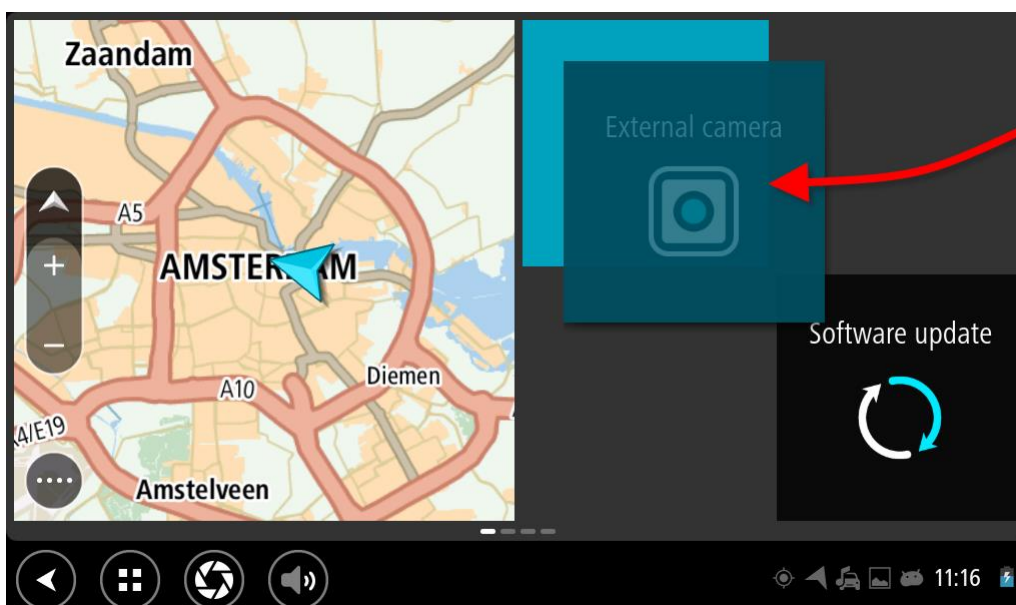 Zaandam
External camera
A5
AMSTERDAM
Software update
Diemen
A10
A4/E19
Amstelveen
11:16